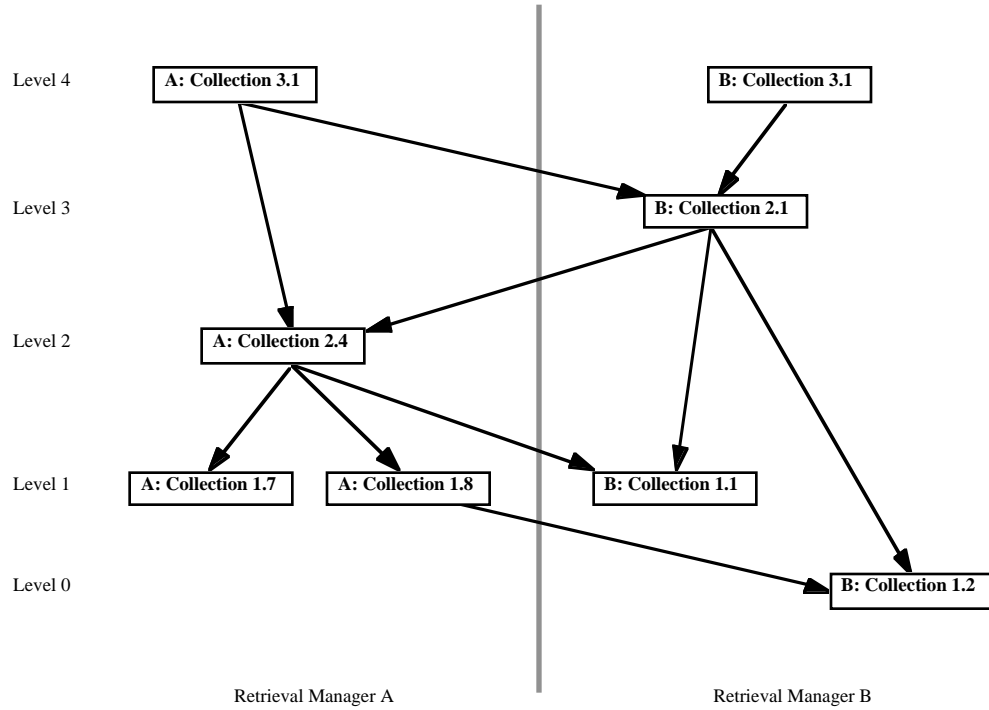 Level 4
A: Collection 3.1
B: Collection 3.1
Level 3
B: Collection 2.1
Level 2
A: Collection 2.4
Level 1
A: Collection 1.7
A: Collection 1.8
B: Collection 1.1
Level 0
B: Collection 1.2
Retrieval Manager A
Retrieval Manager B